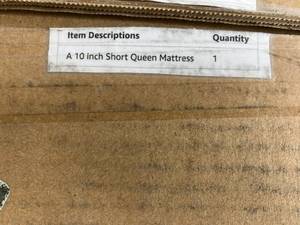 Item Descriptions Quantity
A 10 inch Short Queen Mattress 1